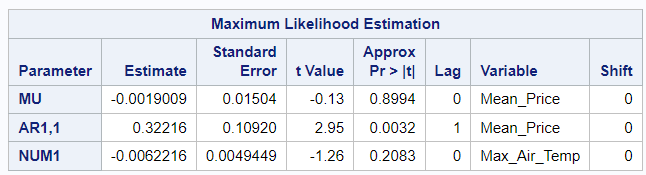 Maximum Likelihood Estimation
Parameter Estimate Standard Error t Value Approx Pr > |t| Lag Variable Shift
MU -0.0019009 0.01504 -0.13 0.8994 0 Mean_Price 0
AR1,1 0.32216 0.10920 2.95 0.0032 1 Mean_Price 0
NUM1 -0.0062216 0.0049449 -1.26 0.2083 0 Max_Air_Temp 0